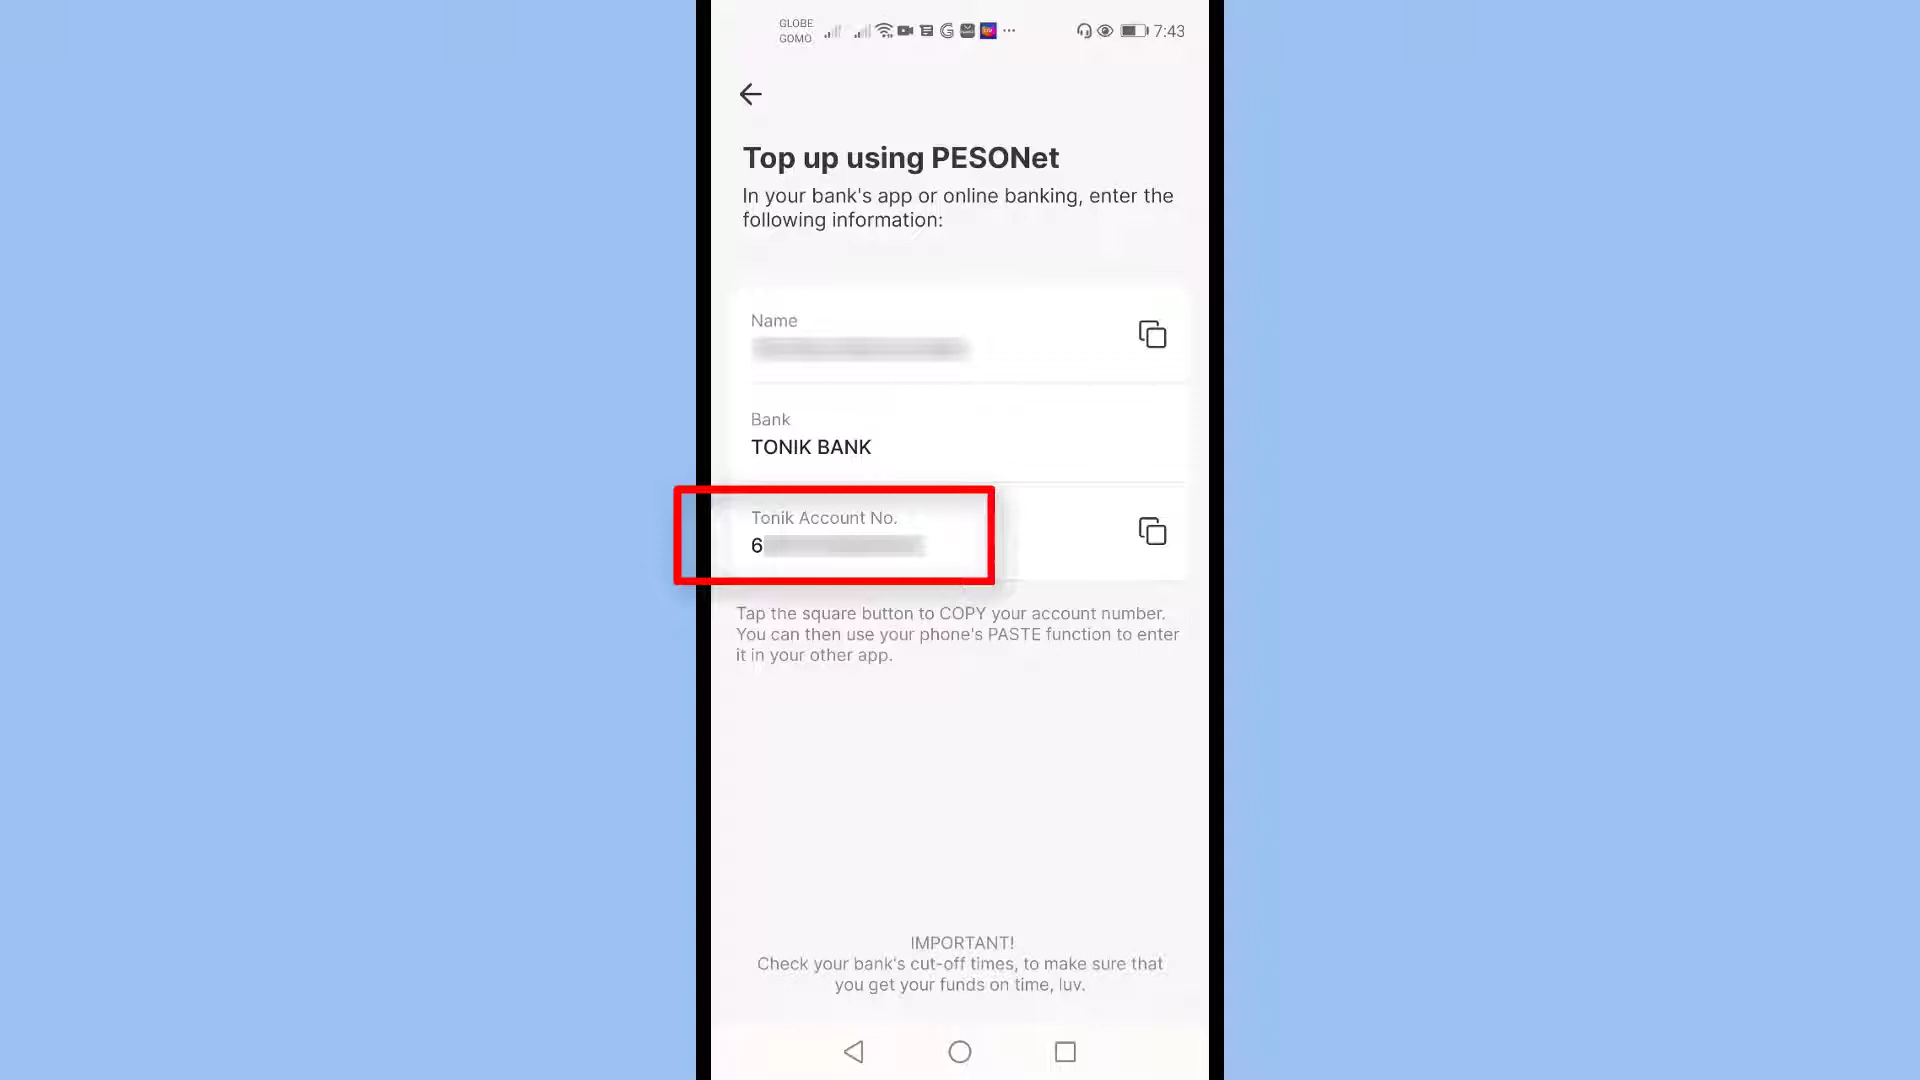 GLOBE
GOMO
7:43
Top up using PESONet
In your bank's app or online banking, enter the
following information:
Name
Bank
TONIK BANK
Tonik Account No.
6
Tap the square button to COPY your account number.
You can then use your phone's PASTE function to enter
it in your other app.
IMPORTANT!
Check your bank's cut-off times, to make sure that
you get your funds on time, luv.